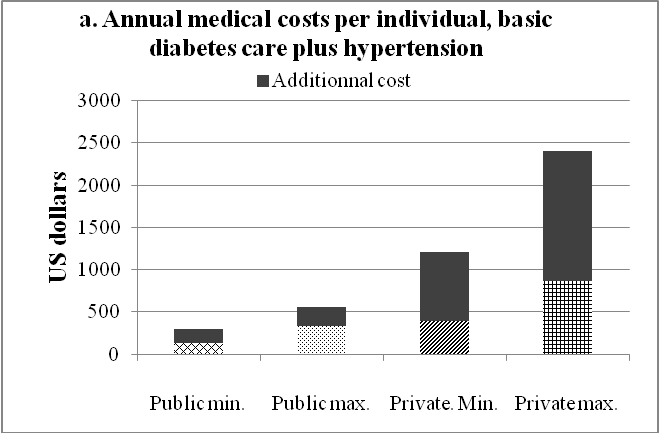 a. Annual medical costs per individual, basic
diabetes care plus hypertension
Additionnal cost
US dollars
3000
2500
2000
1500
1000
500
0
Public min.
Public max.
Private. Min.
Private max.